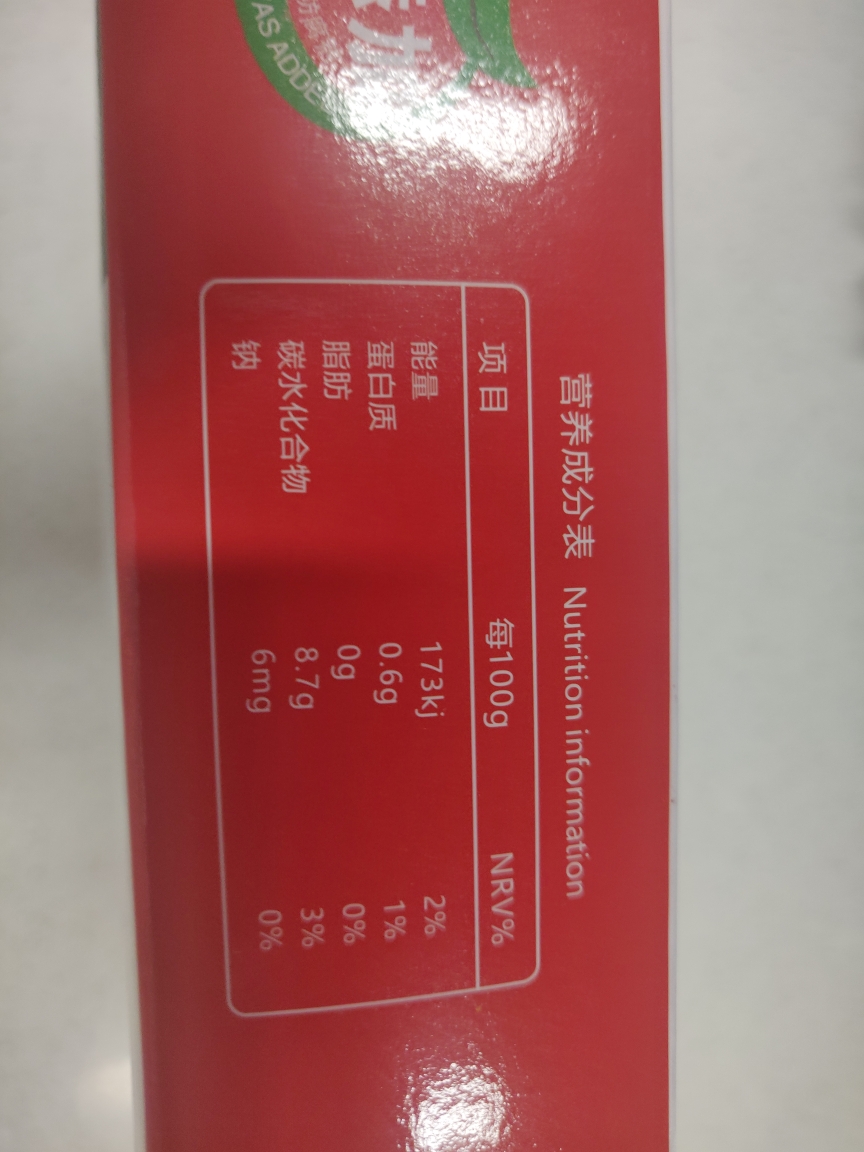 AS ADDE
营养成分表 Nutrition information
项目 每100g NRV%
能量 173kj 2%
蛋白质 0.6g 1%
脂肪 0g 0%
碳水化合物 8.7g 3%
钠 6mg 0%